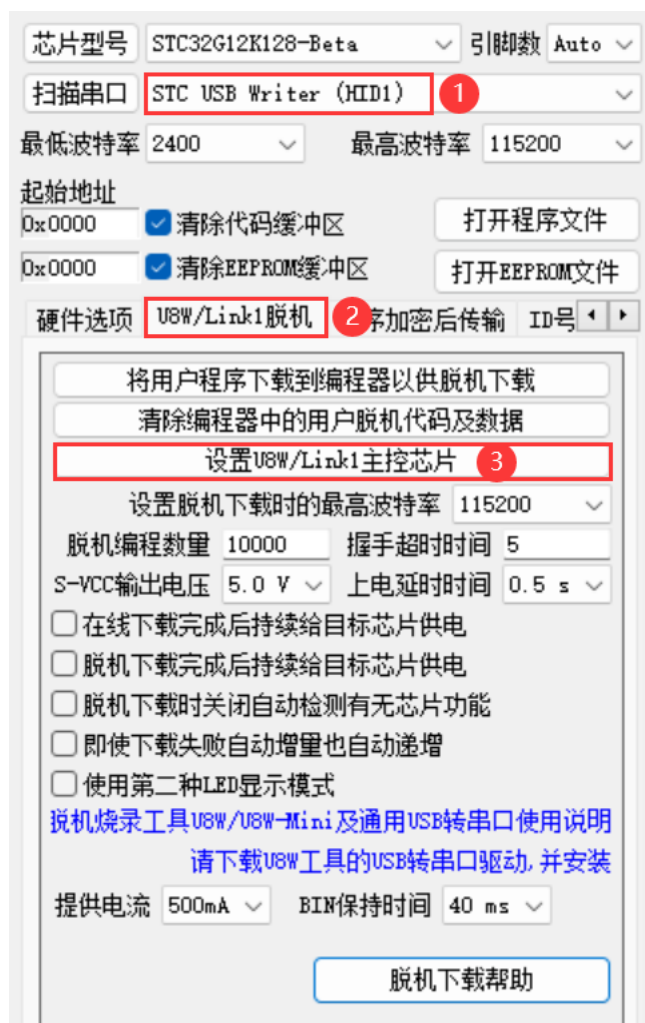 芯片型号 STC32G12K128-Beta 引脚数 Auto
扫描串口 STC USB Writer (HID1) 1
最低波特率 2400 最高波特率 115200
起始地址
0x0000 清除代码缓冲区 打开程序文件
0x0000 清除EEPROM缓冲区 打开EEPROM文件
硬件选项 U8W/Link1脱机 2 序加密后传输 ID号
将用户程序下载到编程器以供脱机下载
清除编程器中的用户脱机代码及数据
设置U8W/Link1主控芯片 3
设置脱机下载时的最高波特率 115200
脱机编程数量 10000 握手超时时间 5
S-VCC输出电压 5.0 V 上电延时时间 0.5 s
在线下载完成后持续给目标芯片供电
脱机下载完成后持续给目标芯片供电
脱机下载时关闭自动检测有无芯片功能
即使下载失败自动增量也自动递增
使用第二种LED显示模式
脱机烧录工具U8W/U8W-Mini及通用USB转串口使用说明
请下载U8W工具的USB转串口驱动,并安装
提供电流 500mA BIN保持时间 40 ms
脱机下载帮助